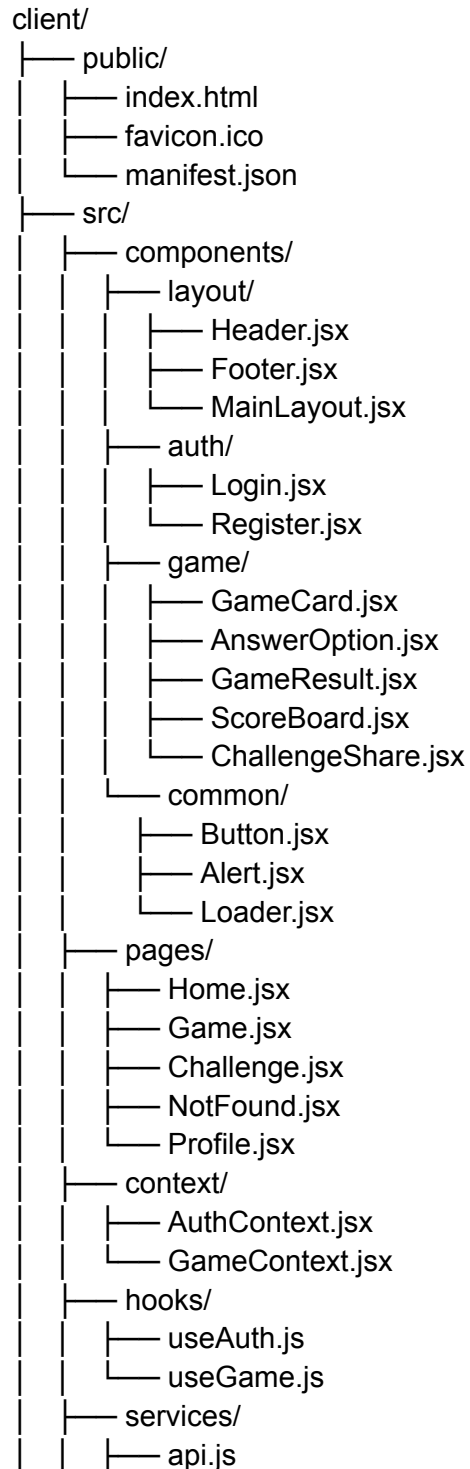 client/
├── public/
│   ├── index.html
│   ├── favicon.ico
│   └── manifest.json
├── src/
│   ├── components/
│   │   ├── layout/
│   │   │   ├── Header.jsx
│   │   │   ├── Footer.jsx
│   │   │   └── MainLayout.jsx
│   │   ├── auth/
│   │   │   ├── Login.jsx
│   │   │   └── Register.jsx
│   │   ├── game/
│   │   │   ├── GameCard.jsx
│   │   │   ├── AnswerOption.jsx
│   │   │   ├── GameResult.jsx
│   │   │   ├── ScoreBoard.jsx
│   │   │   └── ChallengeShare.jsx
│   │   └── common/
│   │       ├── Button.jsx
│   │       ├── Alert.jsx
│   │       └── Loader.jsx
│   ├── pages/
│   │   ├── Home.jsx
│   │   ├── Game.jsx
│   │   ├── Challenge.jsx
│   │   ├── NotFound.jsx
│   │   └── Profile.jsx
│   ├── context/
│   │   ├── AuthContext.jsx
│   │   └── GameContext.jsx
│   ├── hooks/
│   │   ├── useAuth.js
│   │   └── useGame.js
│   ├── services/
│   │   ├── api.js